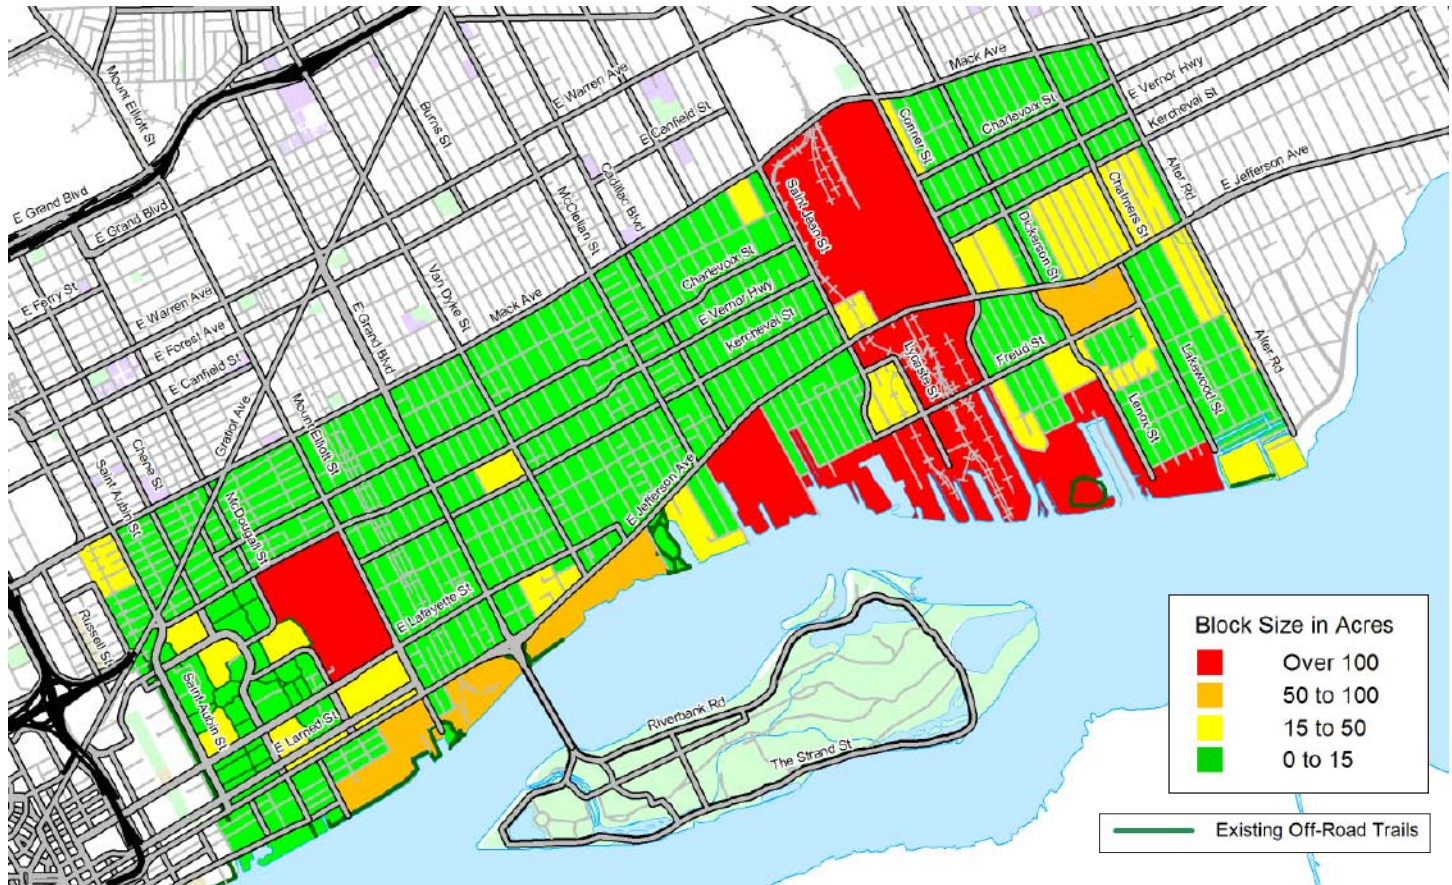 Mack Ave
E Vernor Hwy
Kercheval St
Charlevoix St
Conner St
Alter Rd
E Jefferson Ave
Mount Elliott St
Burns St
E Warren Ave
E Canfield St
Cadillac Blvd
McClellan St
Saint Jean St
Chalmers St
Dickerson St
E Grand Blvd
E Grand Blvd
E Ferry St
E Warren Ave
E Forest Ave
E Canfield St
Van Dyke St
Mack Ave
Charlevoix St
E Vernor Hwy
Kercheval St
E Grand Blvd
Gratiot Ave
Mount Elliott St
Chene St
Saint Aubin St
McDougall St
Lycaste St
Freud St
Lakewood St
Alter Rd
Lenox St
E Jefferson Ave
E Lafayette St
Russell St
Saint Aubin St
E Larned St
Riverbank Rd
The Strand St
Block Size in Acres
Over 100
50 to 100
15 to 50
0 to 15
Existing Off-Road Trails